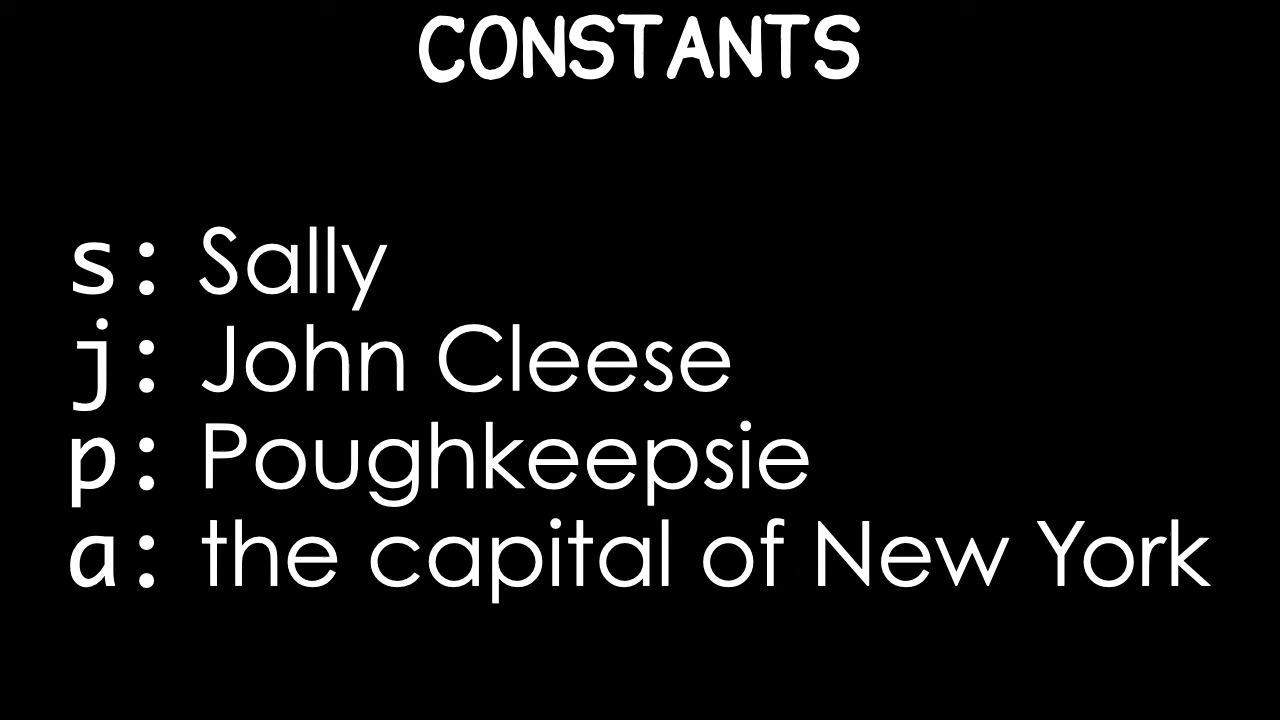 CONSTANTS
s: Sally
j: John Cleese
p: Poughkeepsie
a: the capital of New York